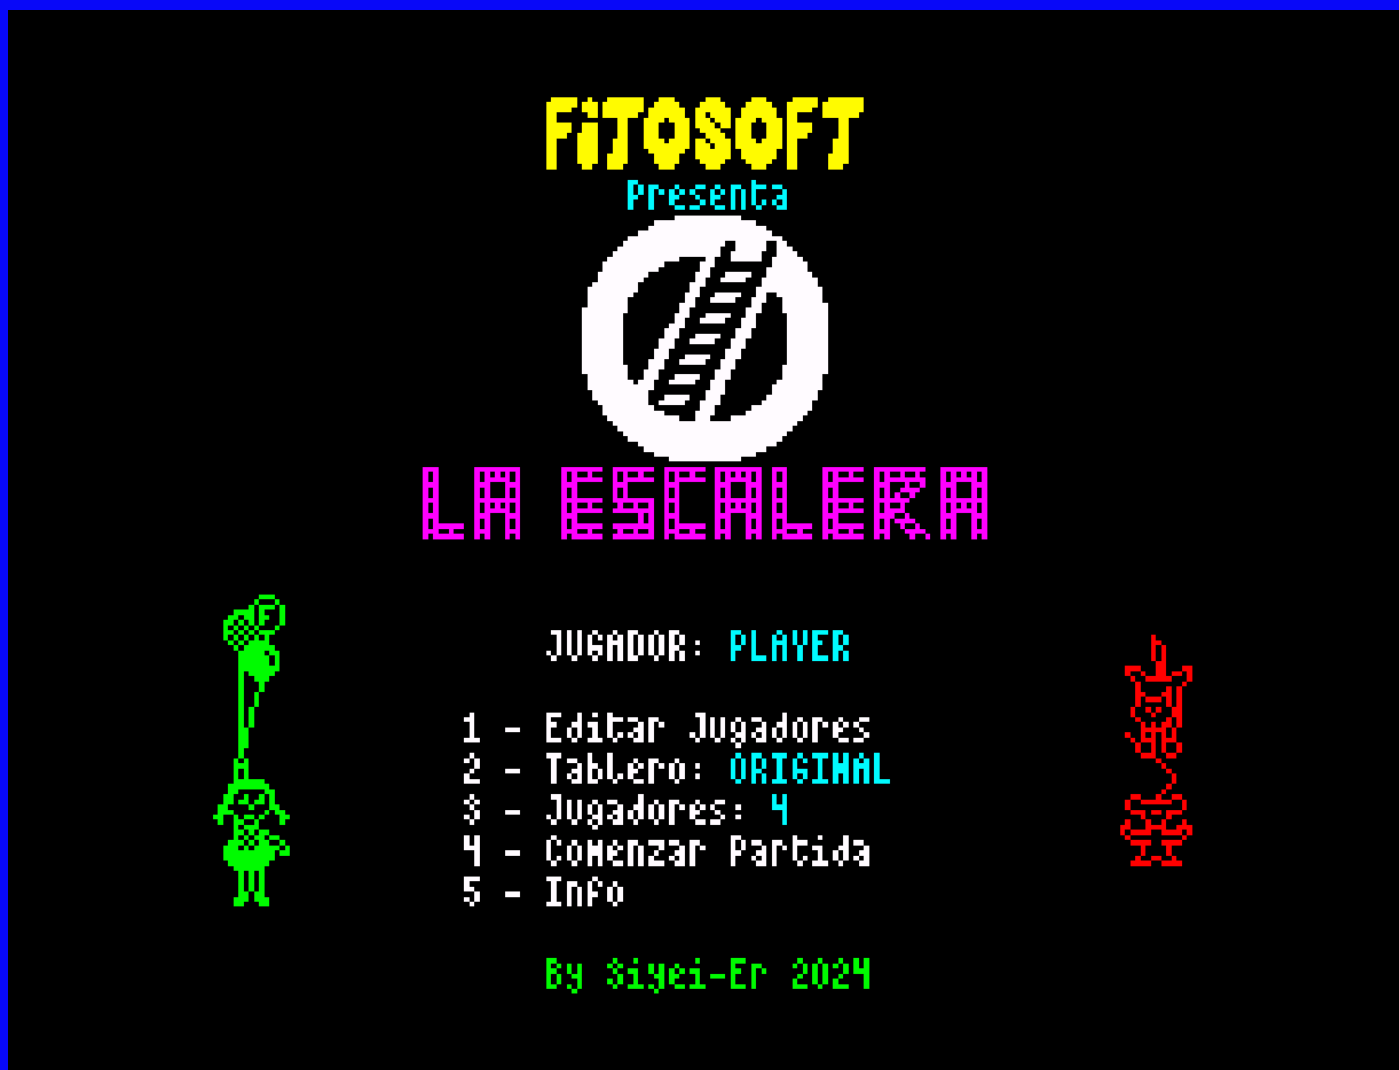 FiTOSOFT
Presenta
LA ESCALERA
F
JUGADOR: PLAYER
1 - Editar Jugadores
2 - Tablero: ORIGINAL
3 - Jugadores: 4
4 - Comenzar Partida
5 - Info
By Siyei-Er 2024